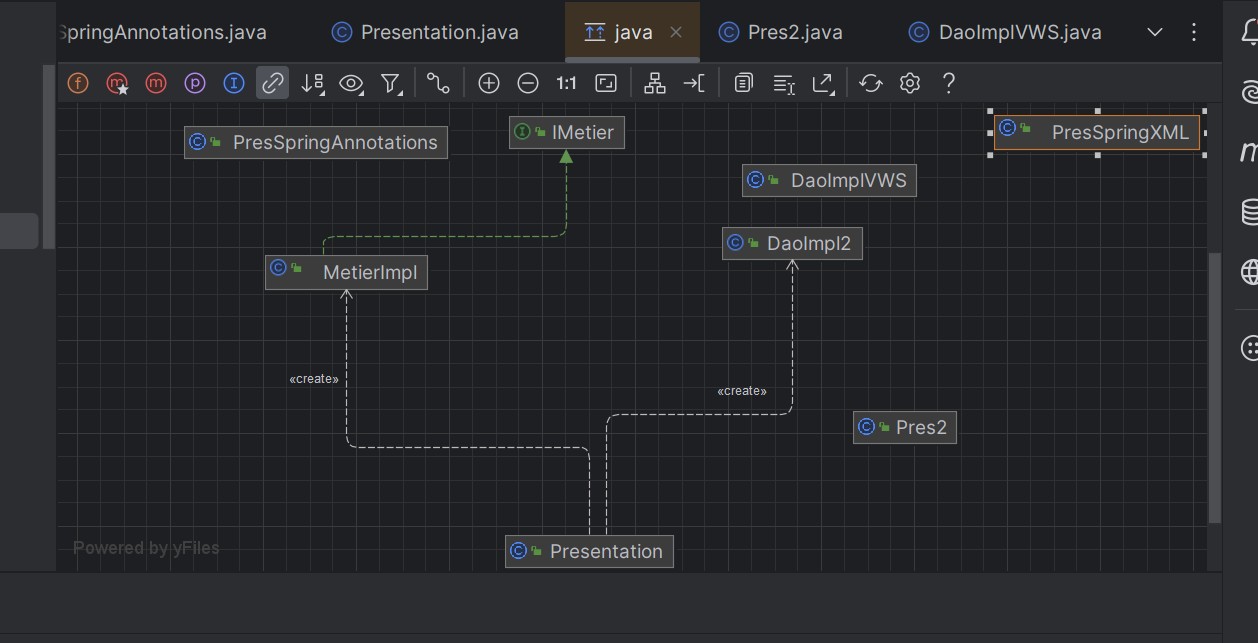 springAnnotations.java
Presentation.java
java
Pres2.java
DaoImplVWS.java
f m m p I 1:1 ?
PresSpringAnnotations
IMetier
PresSpringXML
DaoImplVWS
DaoImpl2
MetierImpl
«create»
«create»
Pres2
Powered by yFiles
Presentation